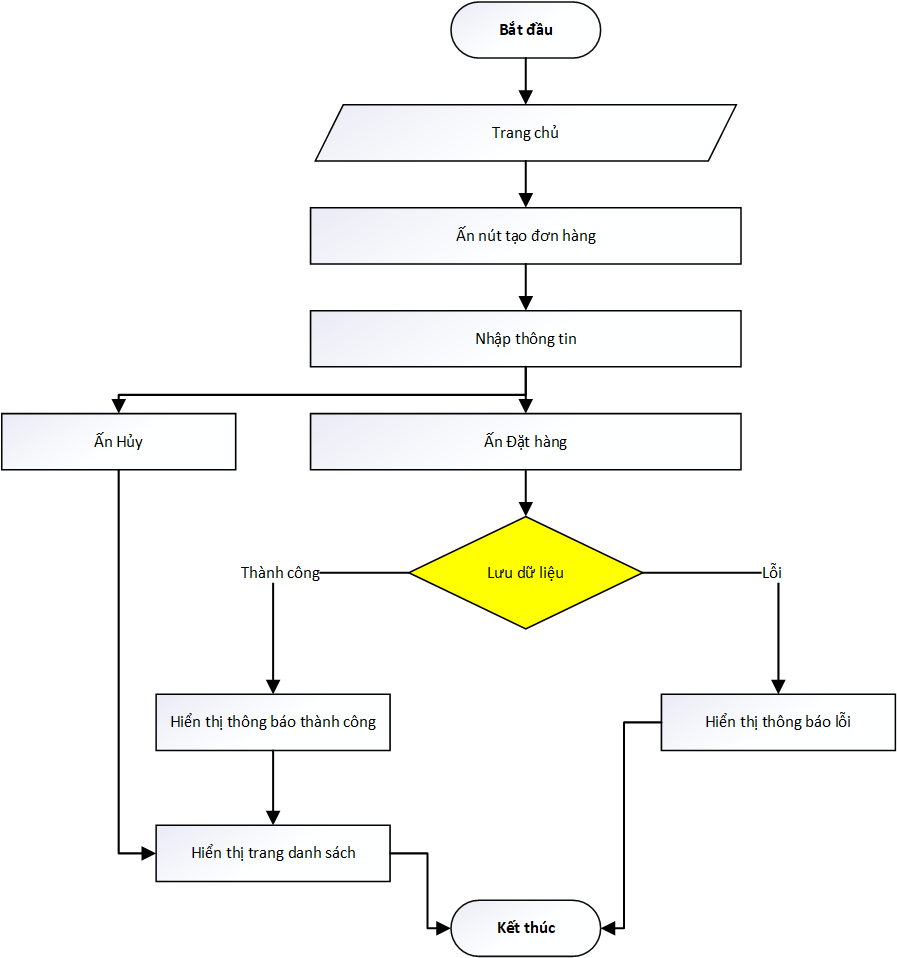 Bắt đầu
Trang chủ
Ấn nút tạo đơn hàng
Nhập thông tin
Ấn Hủy
Ấn Đặt hàng
Thành công
Lưu dữ liệu
Lỗi
Hiển thị thông báo thành công
Hiển thị thông báo lỗi
Hiển thị trang danh sách
Kết thúc